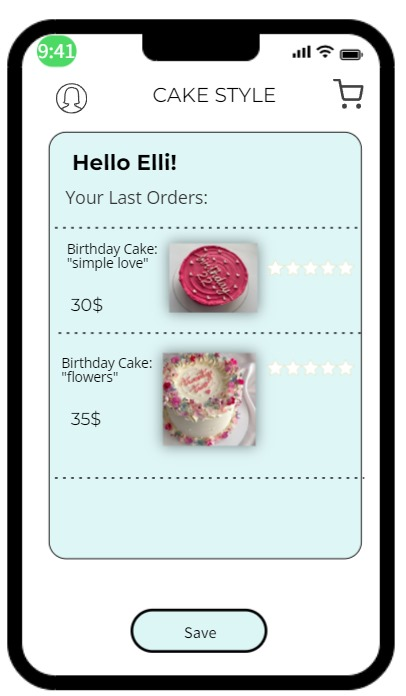 9:41
CAKE STYLE
Hello Elli!
Your Last Orders:
Birthday Cake:
"simple love"
30$
Birthday Cake:
"flowers"
35$
Save